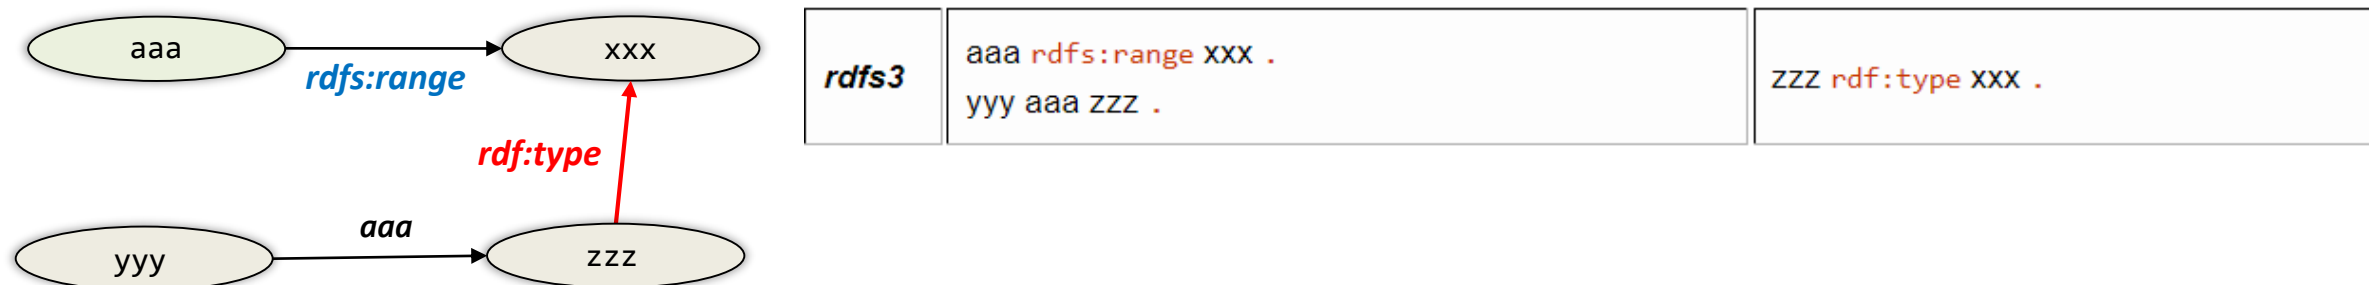 aaa
rdfs:range
xxx
rdf:type
yyy
aaa
zzz
rdfs3
aaa rdfs:range xxx .
yyy aaa zzz .
zzz rdf:type xxx .